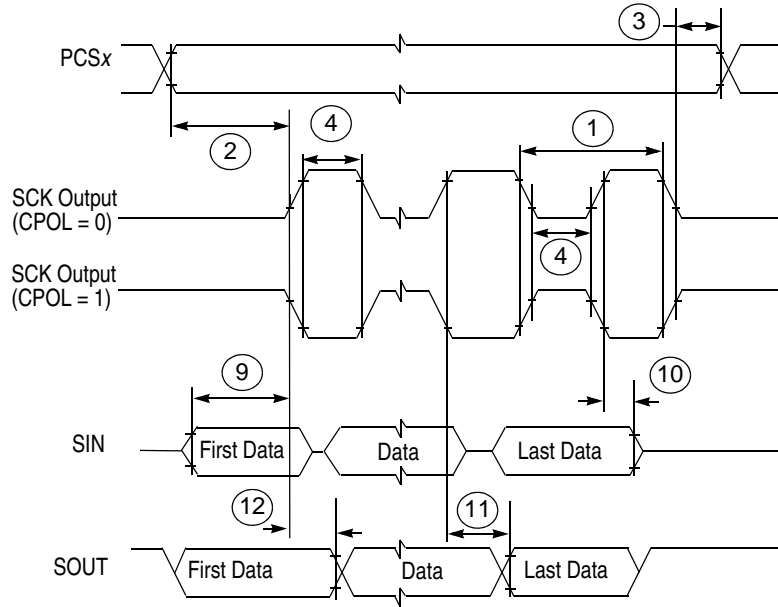 3
PCSx
2
4
1
SCK Output
(CPOL = 0)
4
SCK Output
(CPOL = 1)
9
10
SIN
First Data
Data
Last Data
12
11
SOUT
First Data
Data
Last Data